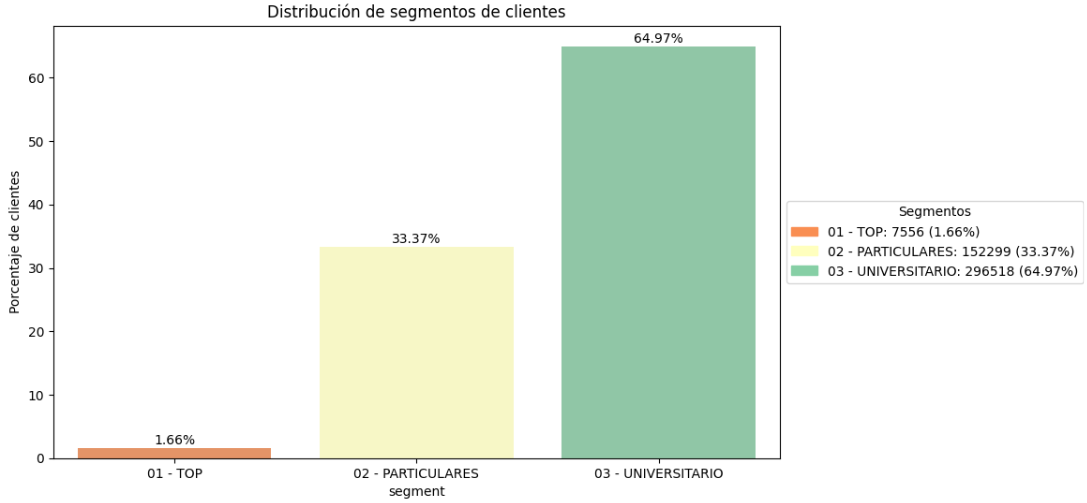 Distribución de segmentos de clientes
64.97%
60
50
40
33.37%
30
20
10
1.66%
0
Porcentaje de clientes
01 - TOP
02 - PARTICULARES
03 - UNIVERSITARIO
segment
Segmentos
01 - TOP: 7556 (1.66%)
02 - PARTICULARES: 152299 (33.37%)
03 - UNIVERSITARIO: 296518 (64.97%)